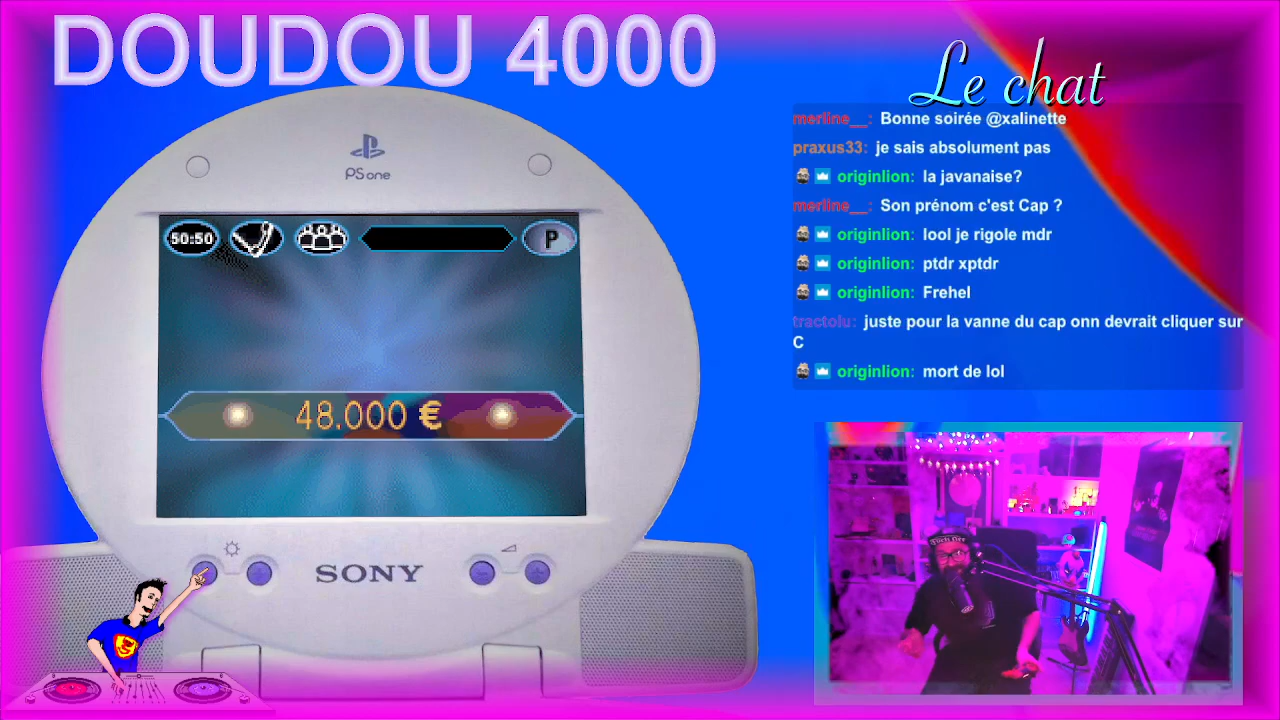 DOUDOU 4000
Le chat
merline__: Bonne soirée @xalinette
praxus33: je sais absolument pas
originlion: la javanaise?
merline__: Son prénom c'est Cap ?
originlion: lool je rigole mdr
originlion: ptdr xptdr
originlion: Frehel
tractolu: juste pour la vanne du cap onn devrait cliquer sur
C
originlion: mort de lol
PS one
50:50
P
48.000 €
SONY